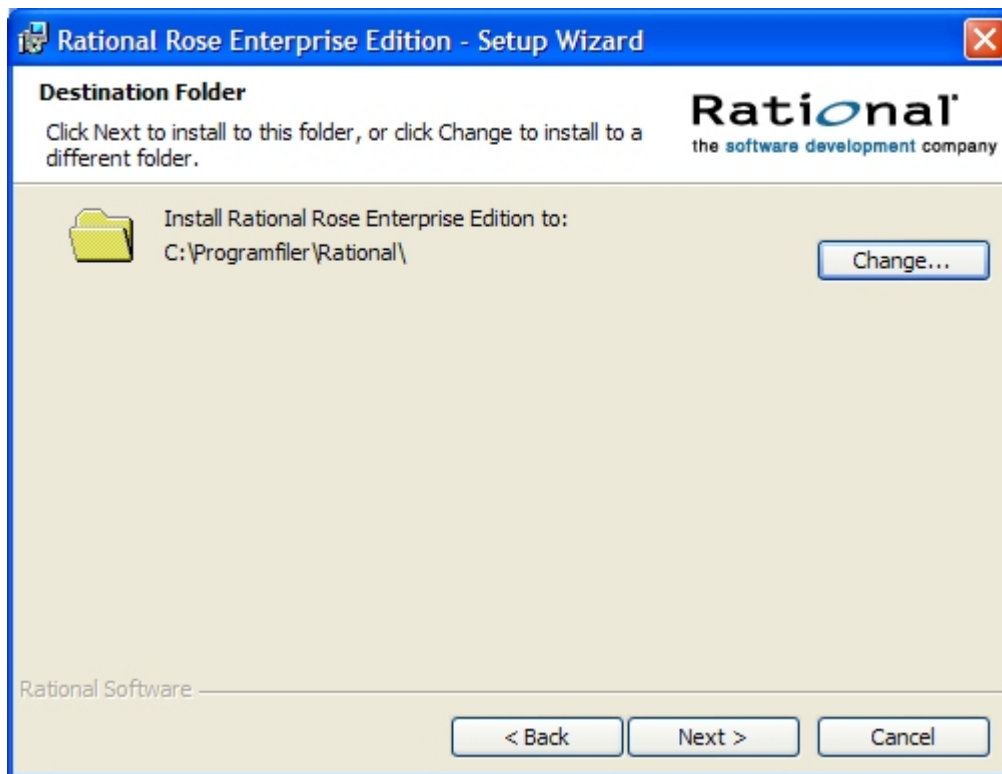 Rational Rose Enterprise Edition - Setup Wizard
Destination Folder
Click Next to install to this folder, or click Change to install to a
different folder.
Rational
the software development company
Install Rational Rose Enterprise Edition to:
C:\Programfiler\Rational\
Change...
Rational Software
< Back
Next >
Cancel